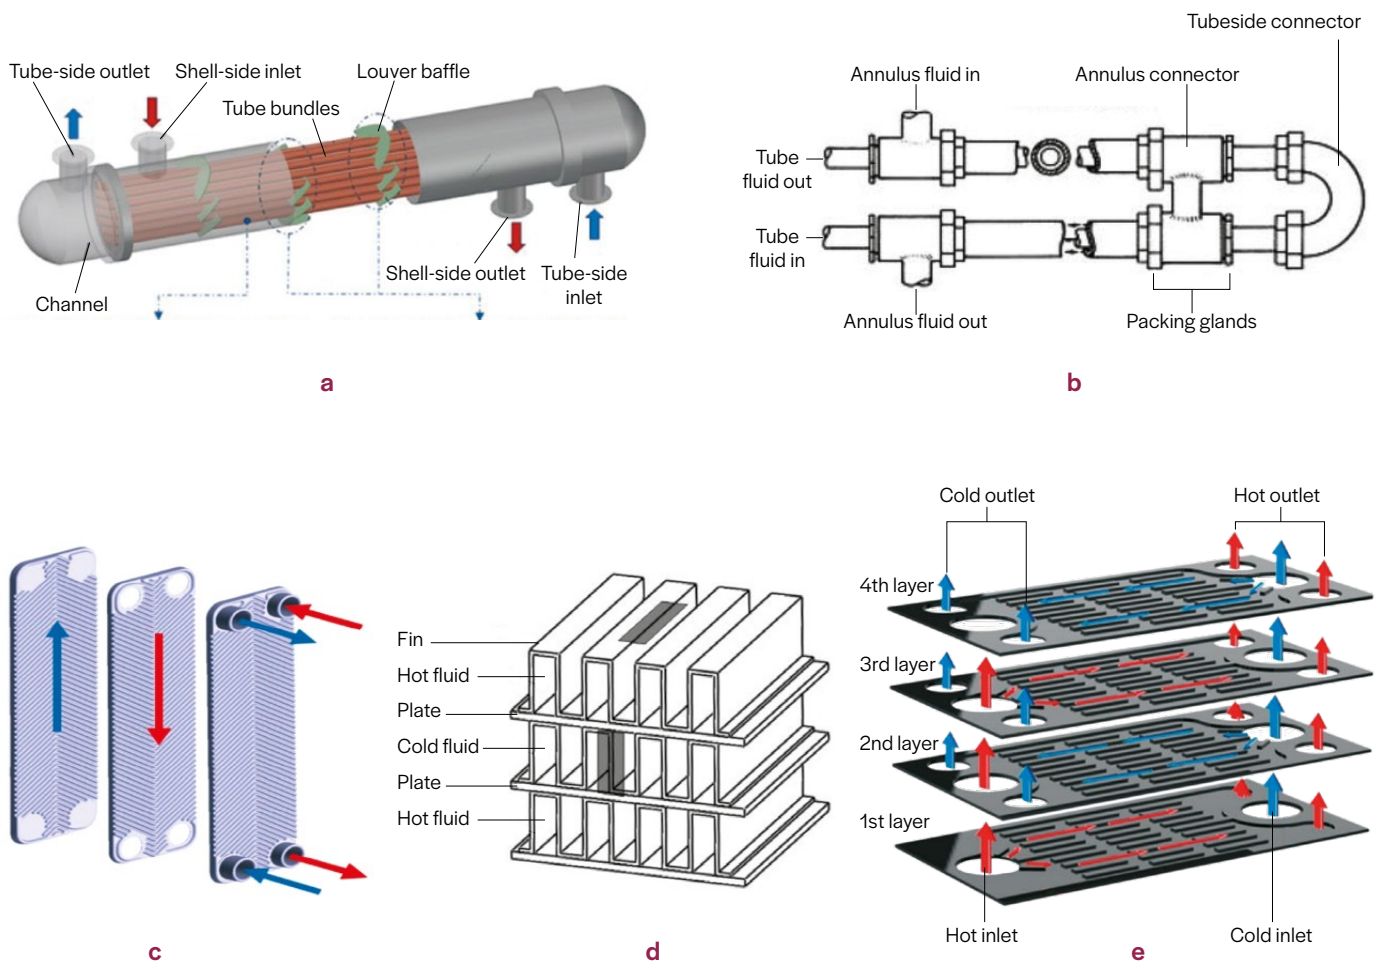 Tube-side outlet
Shell-side inlet
Louver baffle
Tube bundles
Shell-side outlet
Tube-side
inlet
Channel
a
Tubeside connector
Annulus fluid in
Annulus connector
Tube
fluid out
Tube
fluid in
Annulus fluid out
Packing glands
b
c
Fin
Hot fluid
Plate
Cold fluid
Plate
Hot fluid
d
Cold outlet
Hot outlet
4th layer
3rd layer
2nd layer
1st layer
Hot inlet
Cold inlet
e